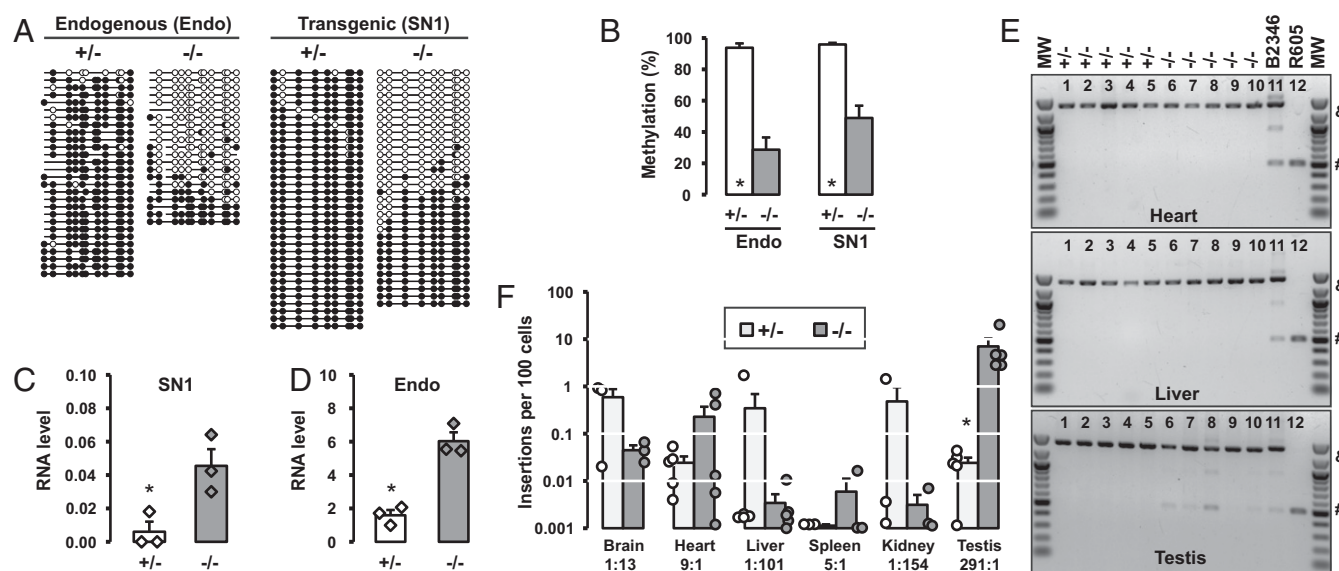 A
Endogenous (Endo)
+/-
-/-
Transgenic (SN1)
+/-
-/-
B
Methylation (%)
100
80
60
40
20
0
*
*
+/- -/-
Endo
+/- -/-
SN1
C
SN1
RNA level
0.10
0.08
0.06
0.04
0.02
0.00
*
+/-
-/-
D
Endo
RNA level
10
8
6
4
2
0
*
+/-
-/-
E
MW
+/-
+/-
+/-
+/-
+/-
-/-
-/-
-/-
-/-
-/-
B2346
R605
MW
1 2 3 4 5 6 7 8 9 10 11 12
&
#
Heart
1 2 3 4 5 6 7 8 9 10 11 12
&
#
Liver
1 2 3 4 5 6 7 8 9 10 11 12
&
#
Testis
F
Insertions per 100 cells
100
10
1
0.1
0.01
0.001
+/-
-/-
*
Brain Heart Liver Spleen Kidney Testis
1:13 9:1 1:101 5:1 1:154 291:1